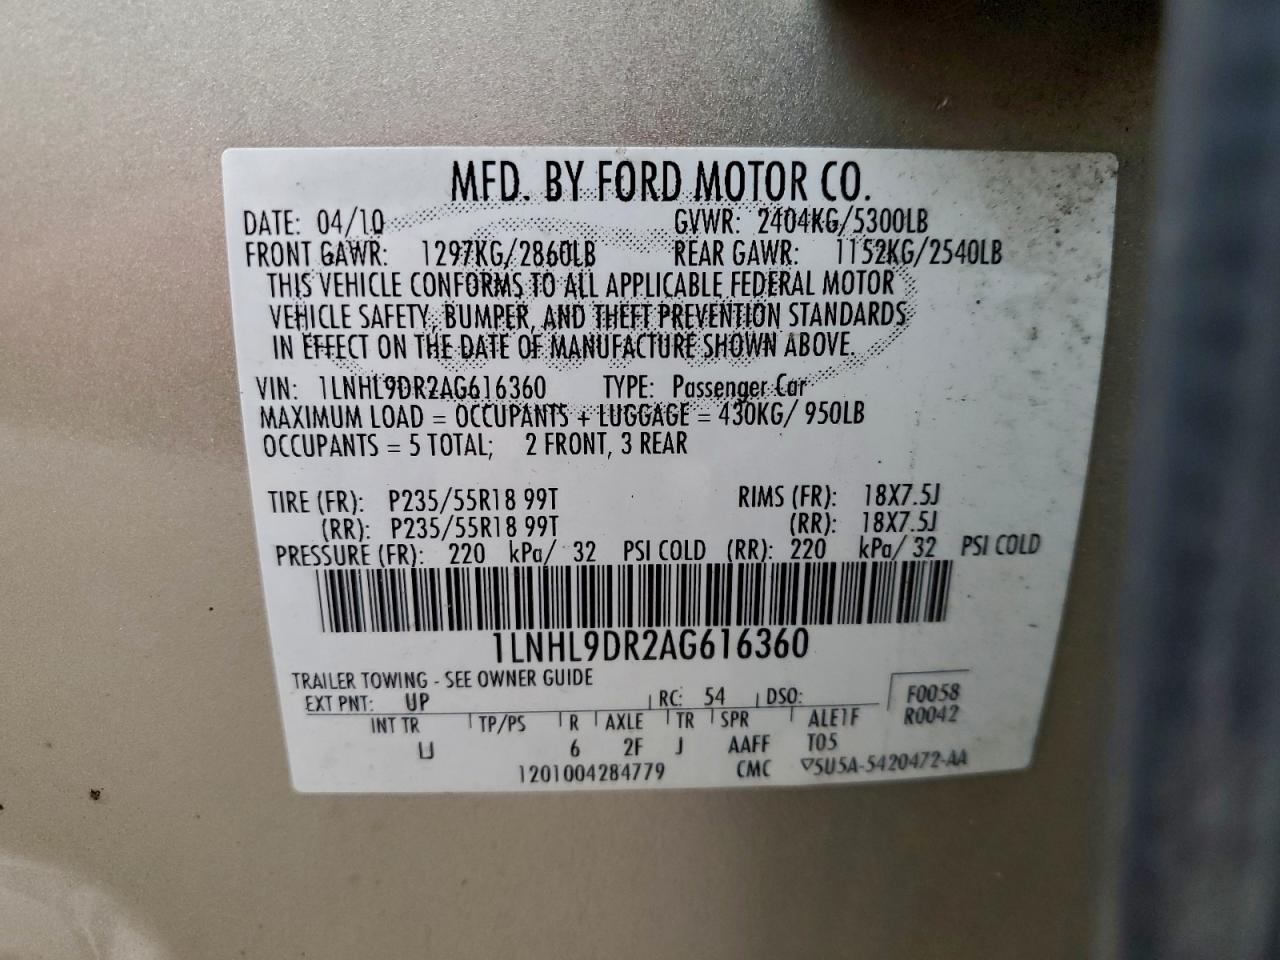 MFD. BY FORD MOTOR CO.
DATE: 04/10 GVWR: 2404KG/5300LB
FRONT GAWR: 1297KG/2860LB REAR GAWR: 1152KG/2540LB
THIS VEHICLE CONFORMS TO ALL APPLICABLE FEDERAL MOTOR
VEHICLE SAFETY, BUMPER, AND THEFT PREVENTION STANDARDS
IN EFFECT ON THE DATE OF MANUFACTURE SHOWN ABOVE.
VIN: 1LNHL9DR2AG616360 TYPE: Passenger Car
MAXIMUM LOAD = OCCUPANTS + LUGGAGE = 430KG/ 950LB
OCCUPANTS = 5 TOTAL; 2 FRONT, 3 REAR
TIRE (FR): P235/55R18 99T RIMS (FR): 18X7.5J
(RR): P235/55R18 99T (RR): 18X7.5J
PRESSURE (FR): 220 kPa/ 32 PSI COLD (RR): 220 kPa/ 32 PSI COLD
1LNHL9DR2AG616360
TRAILER TOWING - SEE OWNER GUIDE
EXT PNT: UP RC: 54 DSO: F0058
INT TR TP/PS R AXLE TR SPR ALE1F R0042
IJ 6 2F J AAFF T05
1201004284779 CMC ▽5U5A-5420472-AA